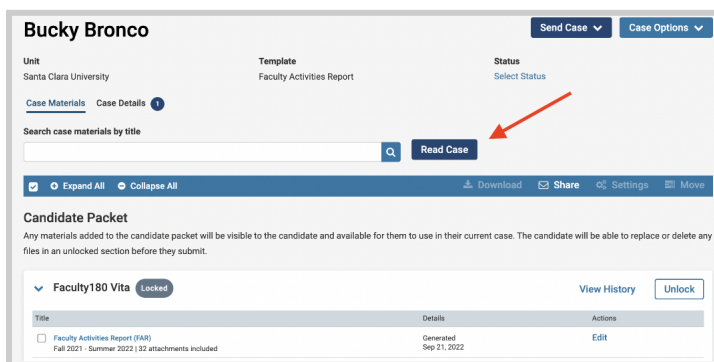 Bucky Bronco
Send Case
Case Options
Unit
Template
Status
Santa Clara University
Faculty Activities Report
Select Status
Case Materials
Case Details 1
Search case materials by title
Read Case
Expand All
Collapse All
Download
Share
Settings
Move
Candidate Packet
Any materials added to the candidate packet will be visible to the candidate and available for them to use in their current case. The candidate will be able to replace or delete any
files in an unlocked section before they submit.
Faculty180 Vita Locked
View History
Unlock
Title
Details
Actions
Faculty Activities Report (FAR)
Fall 2021 - Summer 2022 | 32 attachments included
Generated
Sep 21, 2022
Edit